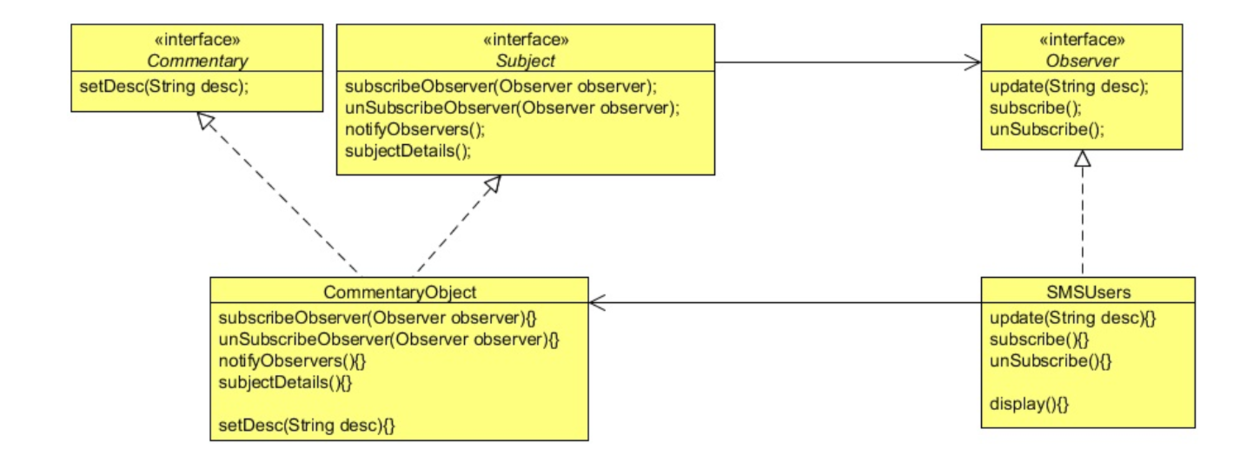 «interface»
Commentary
setDesc(String desc);
«interface»
Subject
subscribeObserver(Observer observer);
unSubscribeObserver(Observer observer);
notifyObservers();
subjectDetails();
«interface»
Observer
update(String desc);
subscribe();
unSubscribe();
CommentaryObject
subscribeObserver(Observer observer){}
unSubscribeObserver(Observer observer){}
notifyObservers(){}
subjectDetails(){}
setDesc(String desc){}
SMSUsers
update(String desc){}
subscribe(){}
unSubscribe(){}
display(){}